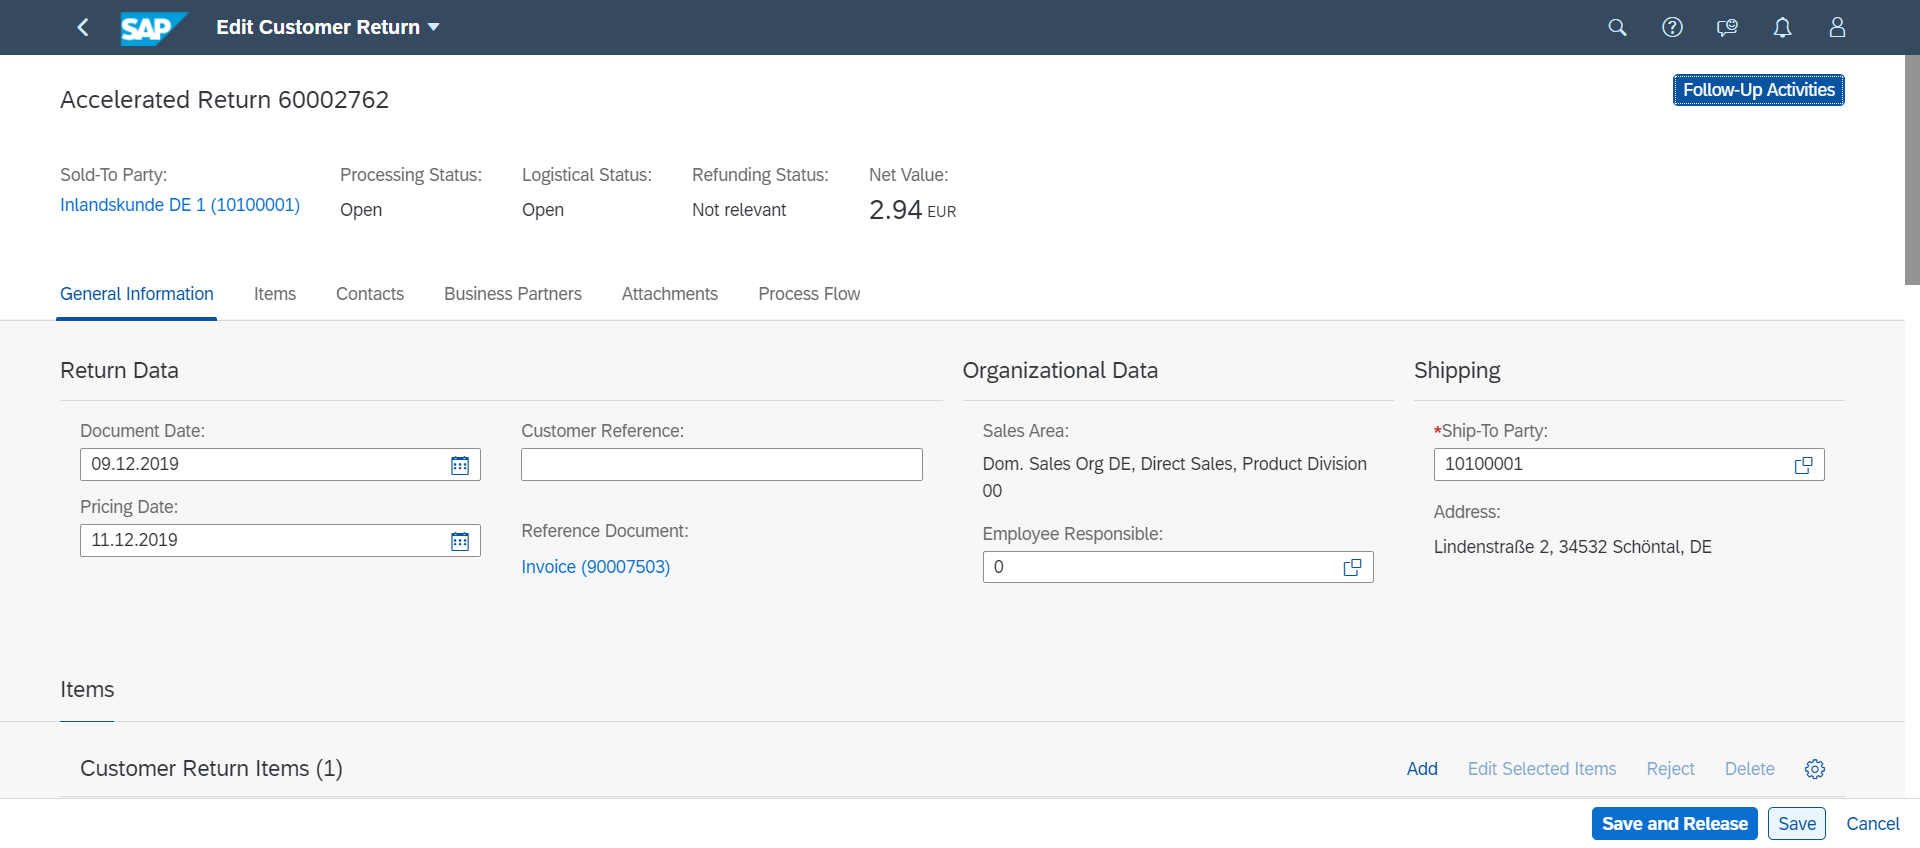 SAP
Edit Customer Return
Accelerated Return 60002762
Follow-Up Activities
Sold-To Party:
Inlandskunde DE 1 (10100001)
Processing Status:
Open
Logistical Status:
Open
Refunding Status:
Not relevant
Net Value:
2.94 EUR
General Information
Items
Contacts
Business Partners
Attachments
Process Flow
Return Data
Document Date:
09.12.2019
Pricing Date:
11.12.2019
Customer Reference:
Reference Document:
Invoice (90007503)
Organizational Data
Sales Area:
Dom. Sales Org DE, Direct Sales, Product Division
00
Employee Responsible:
0
Shipping
*Ship-To Party:
10100001
Address:
Lindenstraße 2, 34532 Schöntal, DE
Items
Customer Return Items (1)
Add
Edit Selected Items
Reject
Delete
Save and Release
Save
Cancel